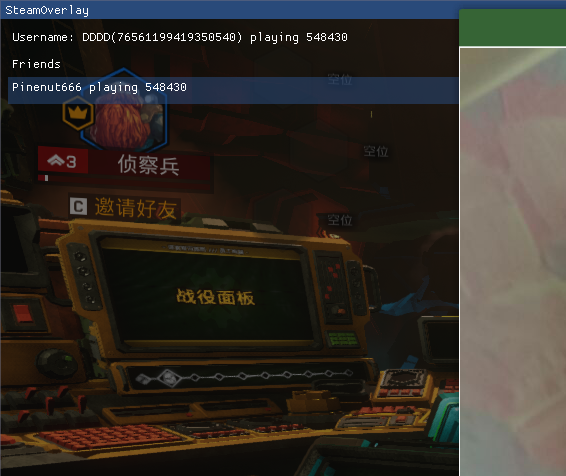 SteamOverlay
Username: DDDD(76561199419350540) playing 548430
Friends
Pinenut666 playing 548430
空位
3
侦察兵
空位
C 邀请好友
空位
战役面板